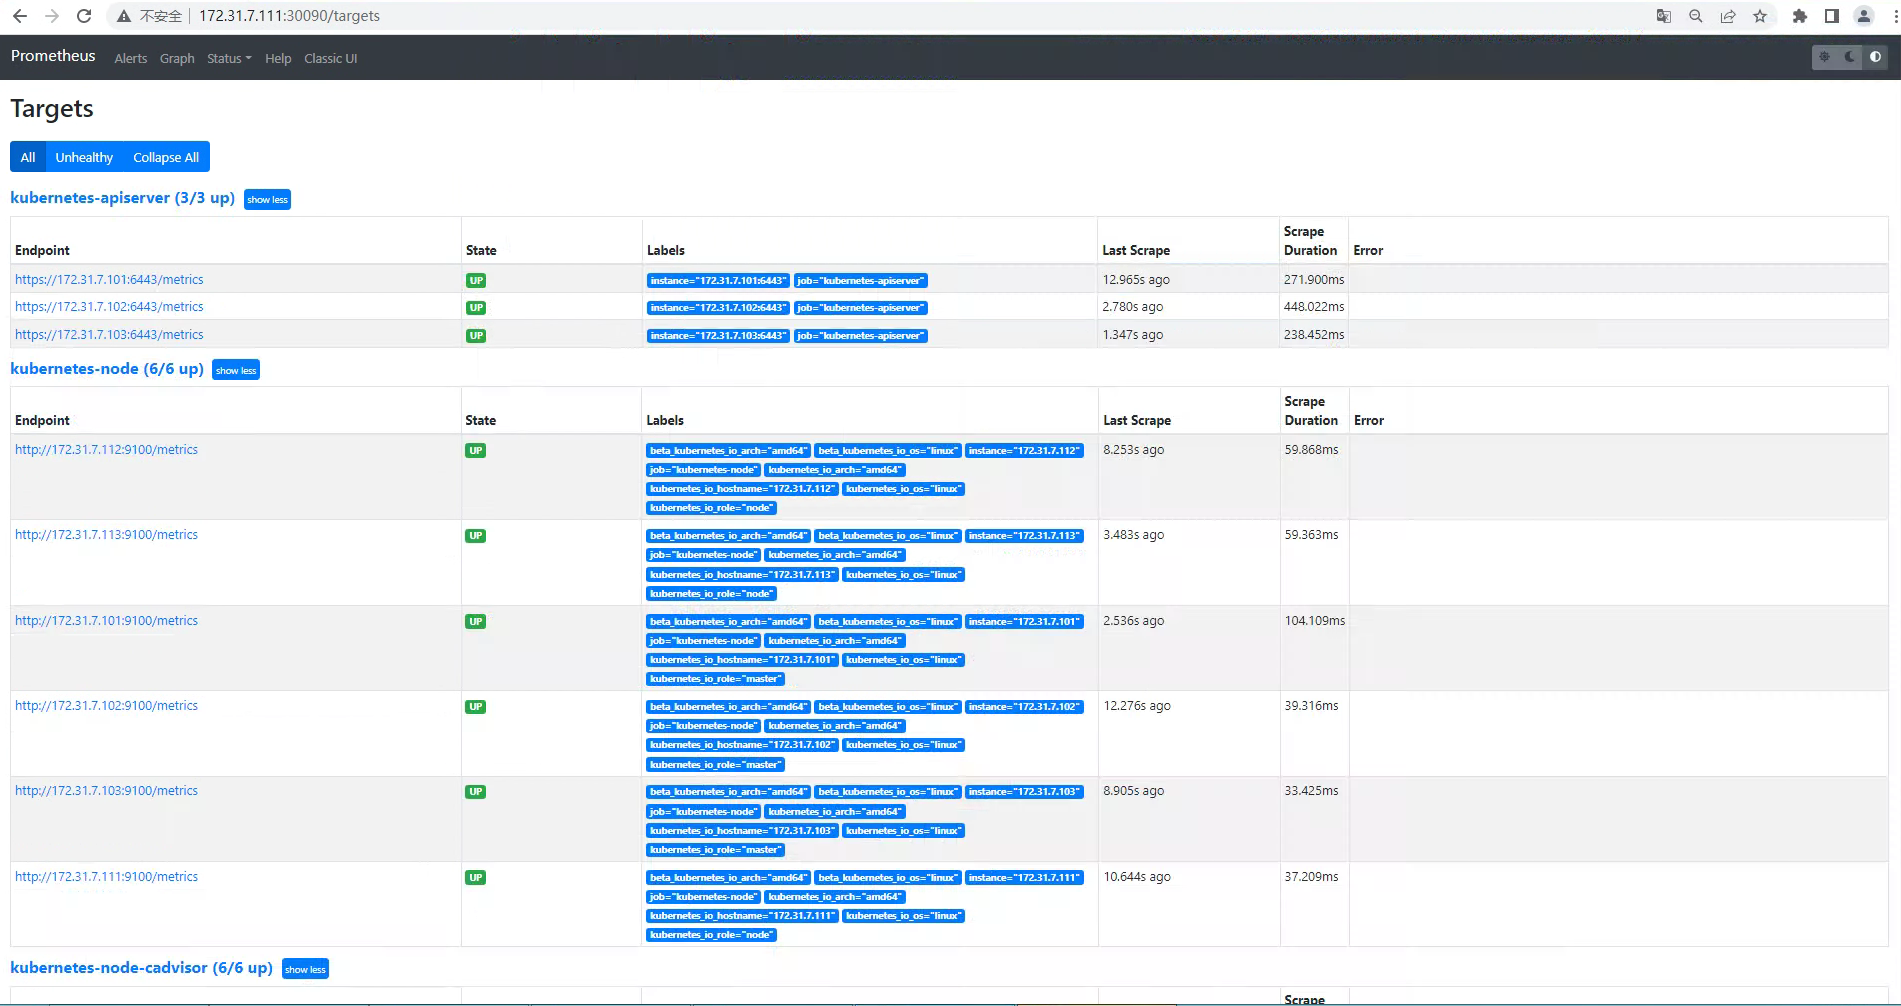 不安全 172.31.7.111:30090/targets
Prometheus Alerts Graph Status Help Classic UI
Targets
All Unhealthy Collapse All
kubernetes-apiserver (3/3 up) show less
Endpoint State Labels Last Scrape Scrape Duration Error
https://172.31.7.101:6443/metrics UP instance="172.31.7.101:6443" job="kubernetes-apiserver" 12.965s ago 271.900ms
https://172.31.7.102:6443/metrics UP instance="172.31.7.102:6443" job="kubernetes-apiserver" 2.780s ago 448.022ms
https://172.31.7.103:6443/metrics UP instance="172.31.7.103:6443" job="kubernetes-apiserver" 1.347s ago 238.452ms
kubernetes-node (6/6 up) show less
Endpoint State Labels Last Scrape Scrape Duration Error
http://172.31.7.112:9100/metrics UP beta_kubernetes_io_arch="amd64" beta_kubernetes_io_os="linux" instance="172.31.7.112" 8.253s ago 59.868ms
job="kubernetes-node" kubernetes_io_arch="amd64"
kubernetes_io_hostname="172.31.7.112" kubernetes_io_os="linux"
kubernetes_io_role="node"
http://172.31.7.113:9100/metrics UP beta_kubernetes_io_arch="amd64" beta_kubernetes_io_os="linux" instance="172.31.7.113" 3.483s ago 59.363ms
job="kubernetes-node" kubernetes_io_arch="amd64"
kubernetes_io_hostname="172.31.7.113" kubernetes_io_os="linux"
kubernetes_io_role="node"
http://172.31.7.101:9100/metrics UP beta_kubernetes_io_arch="amd64" beta_kubernetes_io_os="linux" instance="172.31.7.101" 2.536s ago 104.109ms
job="kubernetes-node" kubernetes_io_arch="amd64"
kubernetes_io_hostname="172.31.7.101" kubernetes_io_os="linux"
kubernetes_io_role="master"
http://172.31.7.102:9100/metrics UP beta_kubernetes_io_arch="amd64" beta_kubernetes_io_os="linux" instance="172.31.7.102" 12.276s ago 39.316ms
job="kubernetes-node" kubernetes_io_arch="amd64"
kubernetes_io_hostname="172.31.7.102" kubernetes_io_os="linux"
kubernetes_io_role="master"
http://172.31.7.103:9100/metrics UP beta_kubernetes_io_arch="amd64" beta_kubernetes_io_os="linux" instance="172.31.7.103" 8.905s ago 33.425ms
job="kubernetes-node" kubernetes_io_arch="amd64"
kubernetes_io_hostname="172.31.7.103" kubernetes_io_os="linux"
kubernetes_io_role="master"
http://172.31.7.111:9100/metrics UP beta_kubernetes_io_arch="amd64" beta_kubernetes_io_os="linux" instance="172.31.7.111" 10.644s ago 37.209ms
job="kubernetes-node" kubernetes_io_arch="amd64"
kubernetes_io_hostname="172.31.7.111" kubernetes_io_os="linux"
kubernetes_io_role="node"
kubernetes-node-cadvisor (6/6 up) show less
Scrape